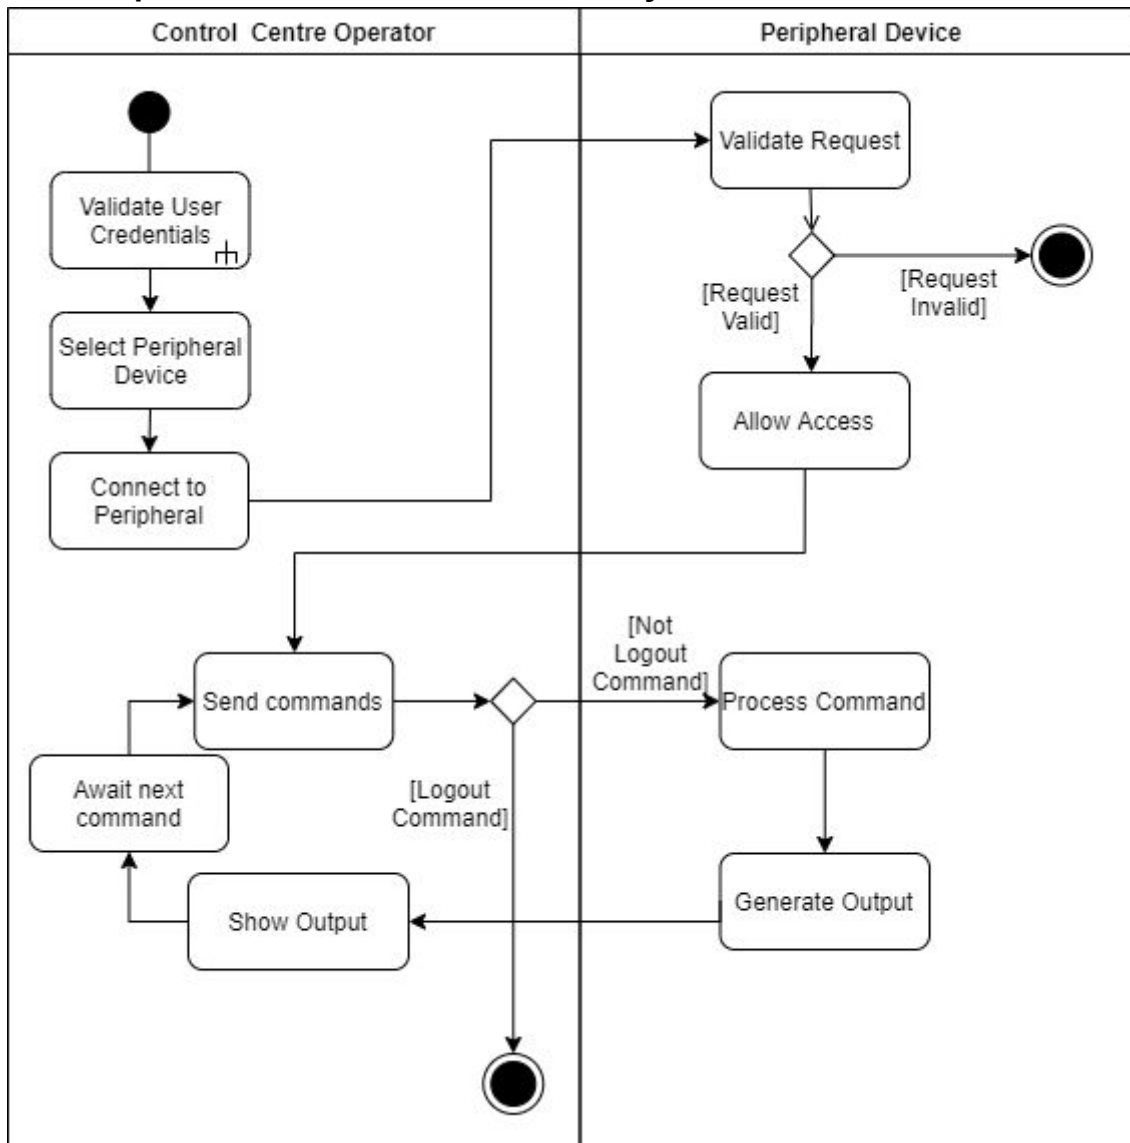 Control Centre Operator
Peripheral Device
Validate User
Credentials
Select Peripheral
Device
Connect to
Peripheral
Validate Request
[Request
Valid]
[Request
Invalid]
Allow Access
Send commands
[Not
Logout
Command]
Process Command
Await next
command
[Logout
Command]
Show Output
Generate Output